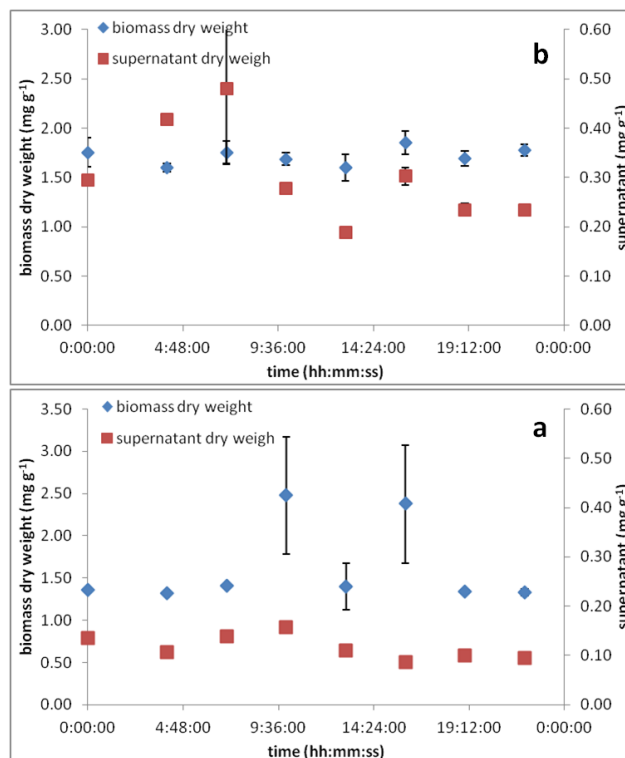 3.00
2.50
2.00
1.50
1.00
0.50
0.00
biomass dry weight (mg g⁻¹)
biomass dry weight
supernatant dry weigh
b
0.60
0.50
0.40
0.30
0.20
0.10
0.00
supernatant (mg g⁻¹)
0:00:00 4:48:00 9:36:00 14:24:00 19:12:00 0:00:00
time (hh:mm:ss)
3.50
3.00
2.50
2.00
1.50
1.00
0.50
0.00
biomass dry weight (mg g⁻¹)
biomass dry weight
supernatant dry weigh
a
0.60
0.50
0.40
0.30
0.20
0.10
0.00
supernatant (mg g⁻¹)
0:00:00 4:48:00 9:36:00 14:24:00 19:12:00 0:00:00
time (hh:mm:ss)